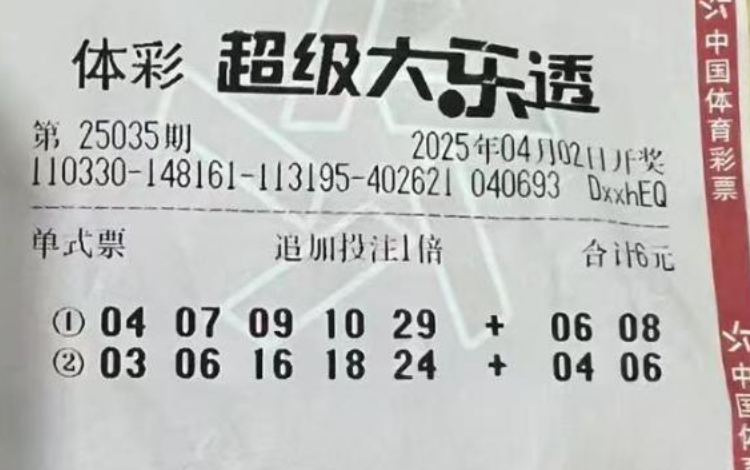 体彩 超级大乐透
第 25035期 2025年04月02日开奖
110330-148161-113195-402621 040693 DxxhEQ
单式票 追加投注1倍 合计6元
① 04 07 09 10 29 + 06 08
② 03 06 16 18 24 + 04 06
中国体育彩票
中国体